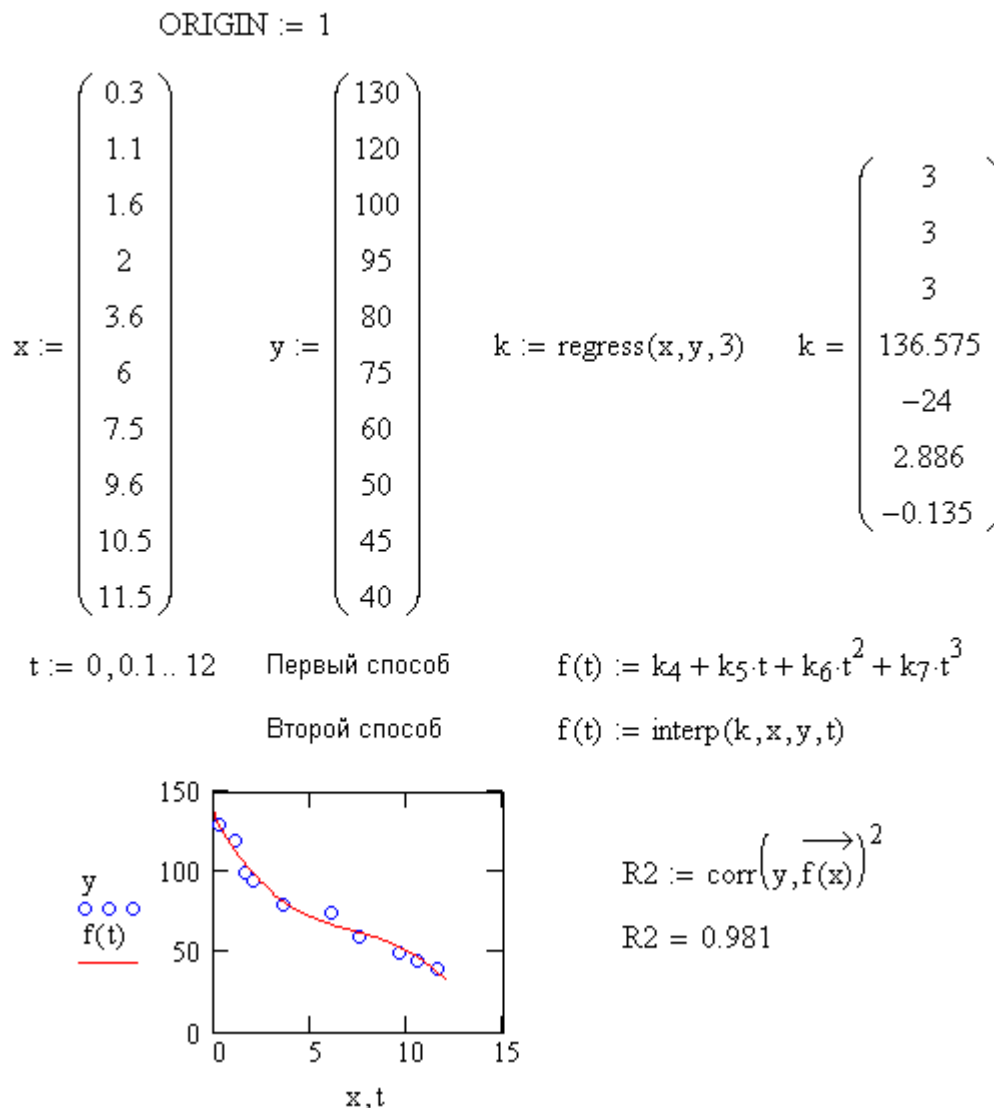 ORIGIN := 1
x := 0.3 1.1 1.6 2 3.6 6 7.5 9.6 10.5 11.5
y := 130 120 100 95 80 75 60 50 45 40
k := regress(x,y,3)
k = 3 3 3 136.575 −24 2.886 −0.135
t := 0,0.1.. 12 Первый способ f(t) := k4 + k5·t + k6·t² + k7·t³
Второй способ f(t) := interp(k,x,y,t)
150
100
50
0
0 5 10 15
y
f(t)
x,t
R2 := corr(y,f(x))²
R2 = 0.981